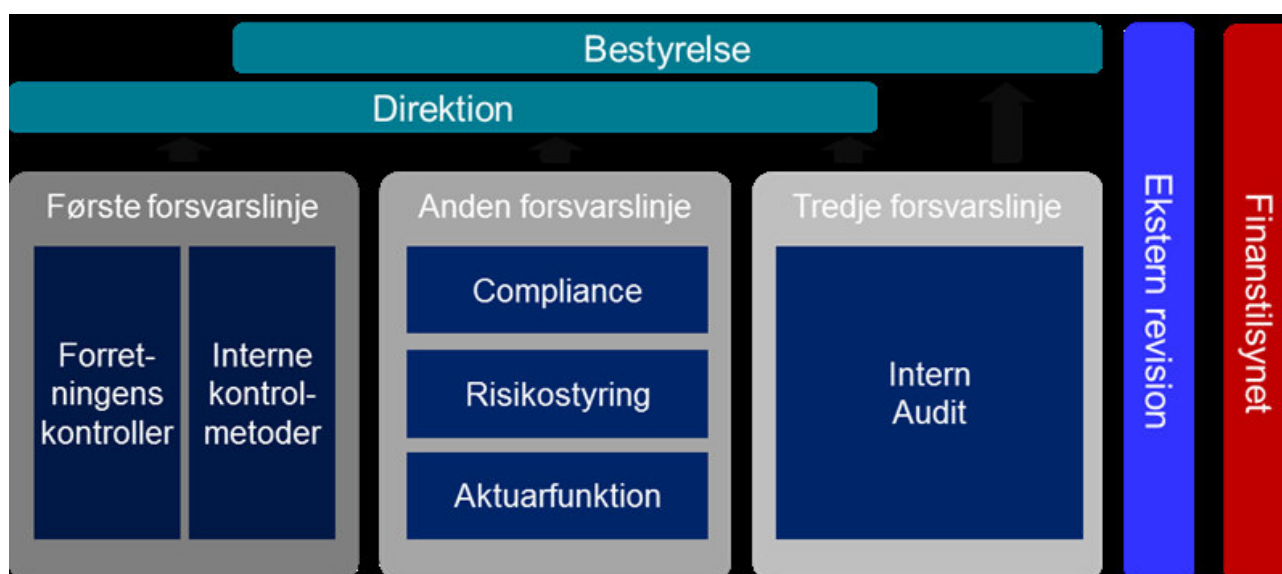 Bestyrelse
Direktion
Første forsvarslinje
Forret-
ningens
kontroller
Interne
kontrol-
metoder
Anden forsvarslinje
Compliance
Risikostyring
Aktuarfunktion
Tredje forsvarslinje
Intern
Audit
Ekstern revision
Finanstilsynet